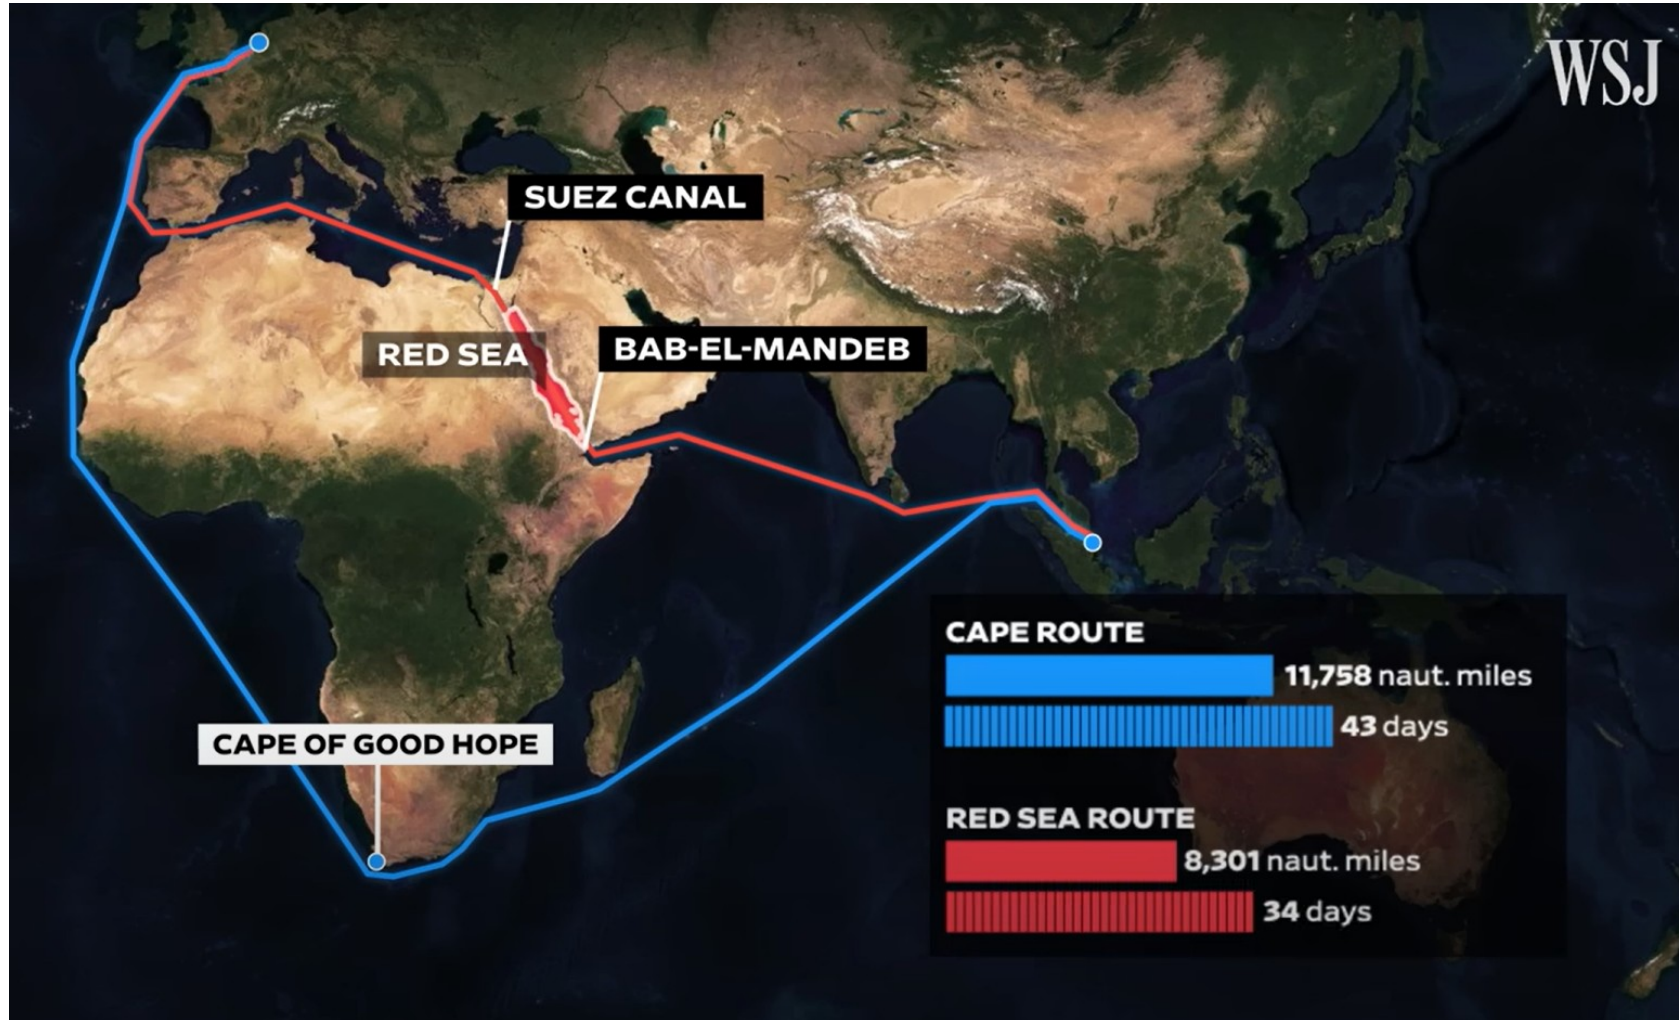 WSJ
SUEZ CANAL
RED SEA
BAB-EL-MANDEB
CAPE OF GOOD HOPE
CAPE ROUTE
11,758 naut. miles
43 days
RED SEA ROUTE
8,301 naut. miles
34 days